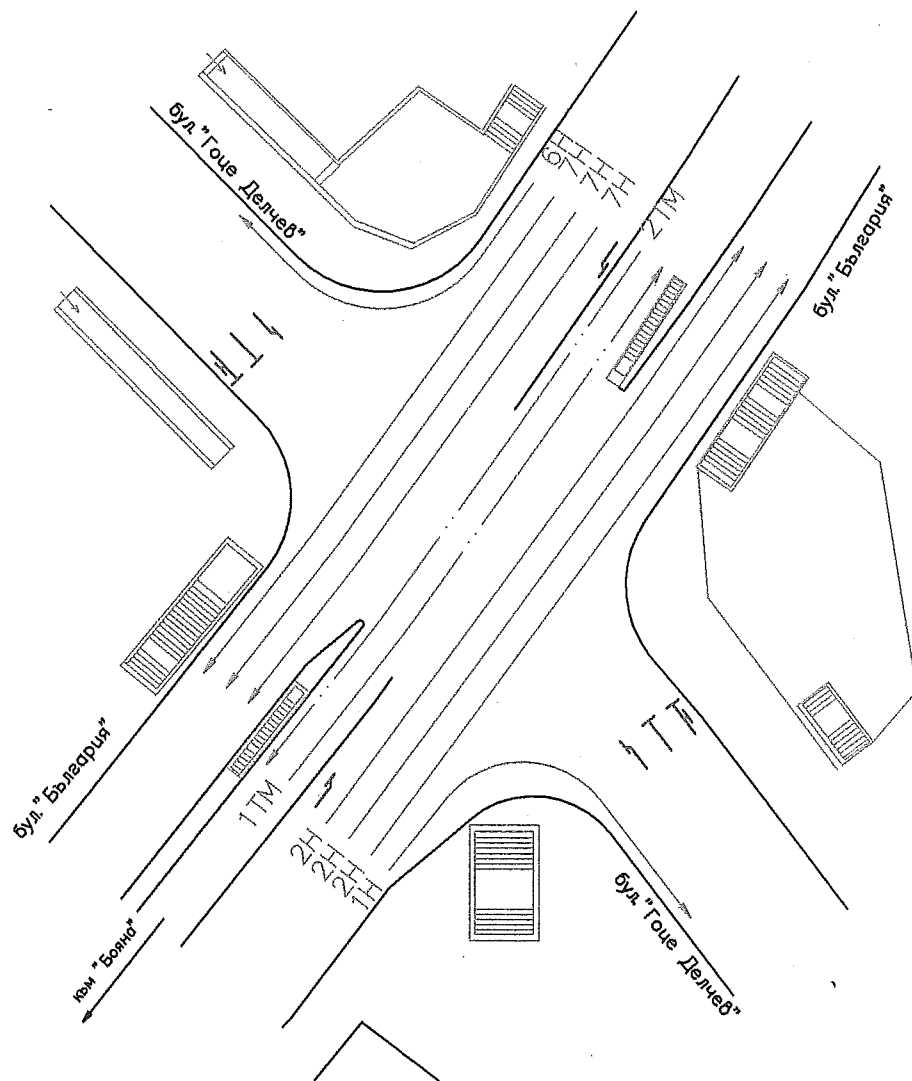 бул. "Гоце Делчев"
6Н
7Н
7Н
7Н
2ТМ
бул. "България"
бул. "България"
1ТМ
2Н
2Н
2Н
1Н
към "Бояна"
бул. "Гоце Делчев"